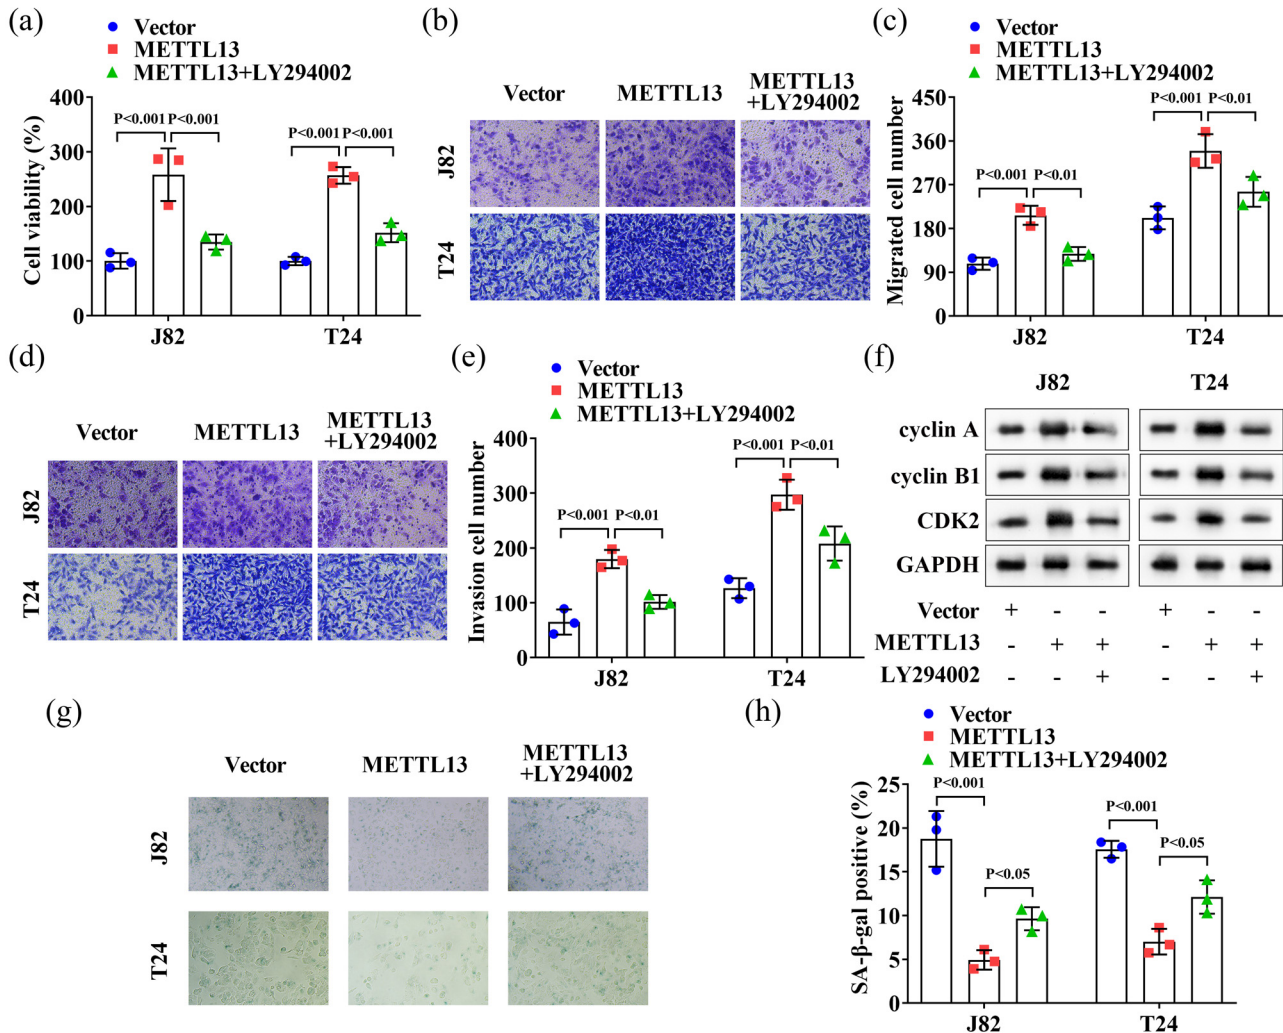 (a)
Vector
METTL13
METTL13+LY294002
Cell viability (%)
400
300
200
100
0
P<0.001 P<0.001
P<0.001 P<0.001
J82 T24
(b)
Vector METTL13 METTL13
+LY294002
J82
T24
(c)
Vector
METTL13
METTL13+LY294002
Migrated cell number
450
360
270
180
90
0
P<0.001 P<0.01
P<0.001 P<0.01
J82 T24
(d)
Vector METTL13 METTL13
+LY294002
J82
T24
(e)
Vector
METTL13
METTL13+LY294002
Invasion cell number
400
300
200
100
0
P<0.001 P<0.01
P<0.001 P<0.01
J82 T24
(f)
J82 T24
cyclin A
cyclin B1
CDK2
GAPDH
Vector + - - + - -
METTL13 - + + - + +
LY294002 - - + - - +
(g)
Vector METTL13 METTL13
+LY294002
J82
T24
(h)
Vector
METTL13
METTL13+LY294002
SA-β-gal positive (%)
25
20
15
10
5
0
P<0.001
P<0.05
P<0.001
P<0.05
J82 T24